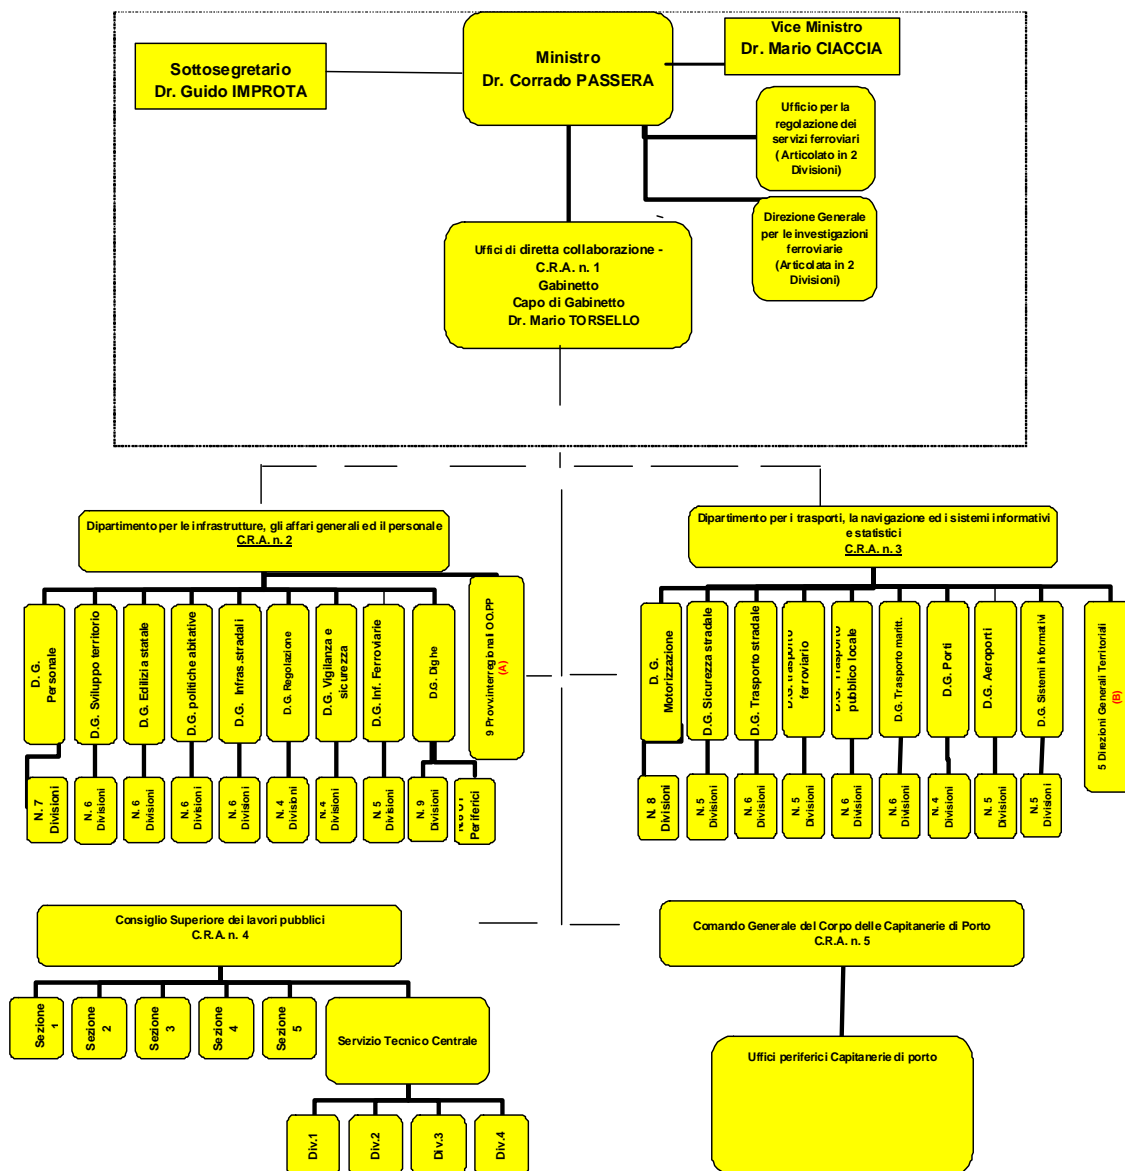 Vice Ministro
Dr. Mario CIACCIA
Ministro
Dr. Corrado PASSERA
Sottosegretario
Dr. Guido IMPROTA
Ufficio per la
regolazione dei
servizi ferroviari
( Articolato in 2
Divisioni)
Direzione Generale
per le investigazioni
ferroviarie
(Articolata in 2
Divisioni)
Uffici di diretta collaborazione -
C.R.A. n. 1
Gabinetto
Capo di Gabinetto
Dr. Mario TORSELLO
Dipartimento per le infrastrutture, gli affari generali ed il personale
C.R.A. n. 2
Dipartimento per i trasporti, la navigazione ed i sistemi informativi
e statistici
C.R.A. n. 3
D. G.
Personale
D.G. Sviluppo territorio
D.G. Edilizia statale
D.G. politiche abitative
D.G. Infras.stradali
D.G. Regolazione
D.G. Vigilanza e
sicurezza
D.G. Inf. Ferroviarie
D.G. Dighe
9 Provv.interregionali OO.PP
(A)
D. G.
Motorizzazione
D.G. Sicurezza stradale
D.G. Trasporto stradale
D.G. trasporto
ferroviario
D.G. Trasporto
pubblico locale
D.G. Trasporto maritt.
D.G. Porti
D.G. Aeroporti
D.G. Sistemi informativi
5 Direzioni Generali Territoriali
(B)
N. 7
Divisioni
N. 6
Divisioni
N. 6
Divisioni
N. 6
Divisioni
N. 6
Divisioni
N. 4
Divisioni
N. 4
Divisioni
N. 5
Divisioni
N. 9
Divisioni
Periferici
N. 8
Divisioni
N. 5
Divisioni
N. 6
Divisioni
N. 5
Divisioni
N. 6
Divisioni
N. 6
Divisioni
N. 4
Divisioni
N. 5
Divisioni
N. 5
Divisioni
Consiglio Superiore dei lavori pubblici
C.R.A. n. 4
Comando Generale del Corpo delle Capitanerie di Porto
C.R.A. n. 5
Sezione
1
Sezione
2
Sezione
3
Sezione
4
Sezione
5
Servizio Tecnico Centrale
Uffici periferici Capitanerie di porto
Div.1
Div.2
Div.3
Div.4